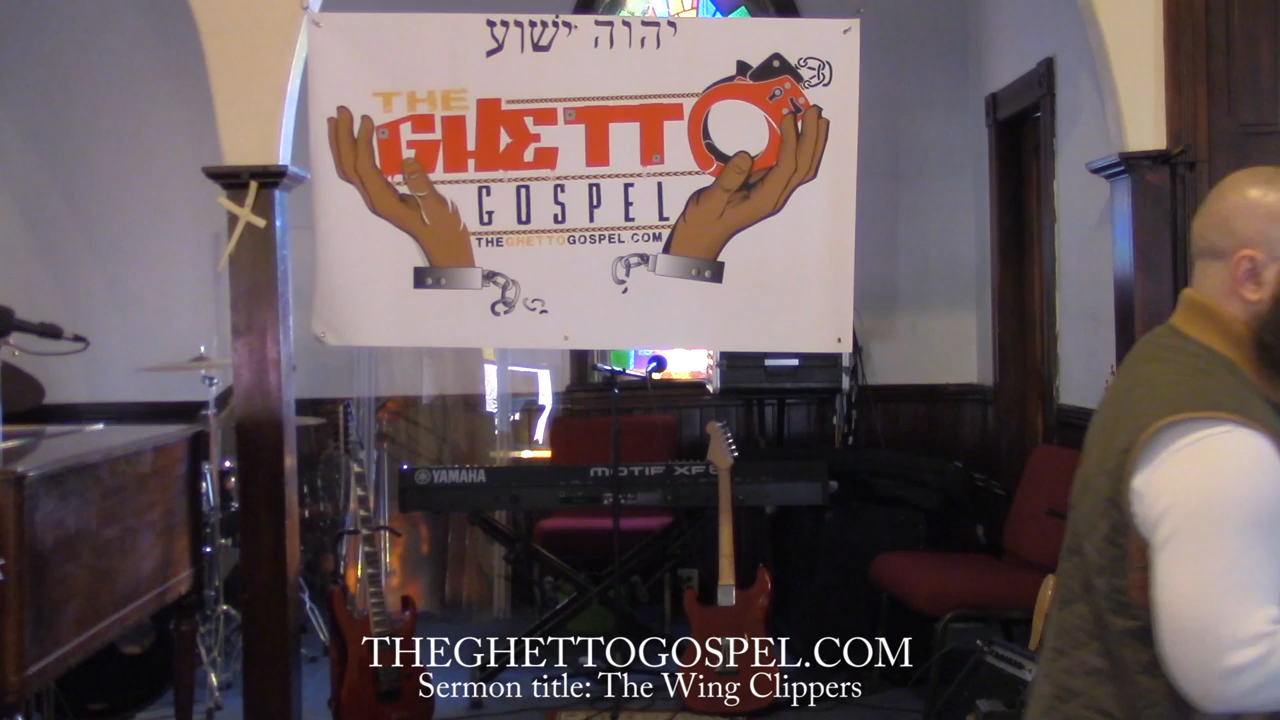 יהוה ישוע
THE
GHETTO
GOSPEL
THEGHETTOGOSPEL.COM
YAMAHA MOTIF XF8
THEGHETTOGOSPEL.COM
Sermon title: The Wing Clippers